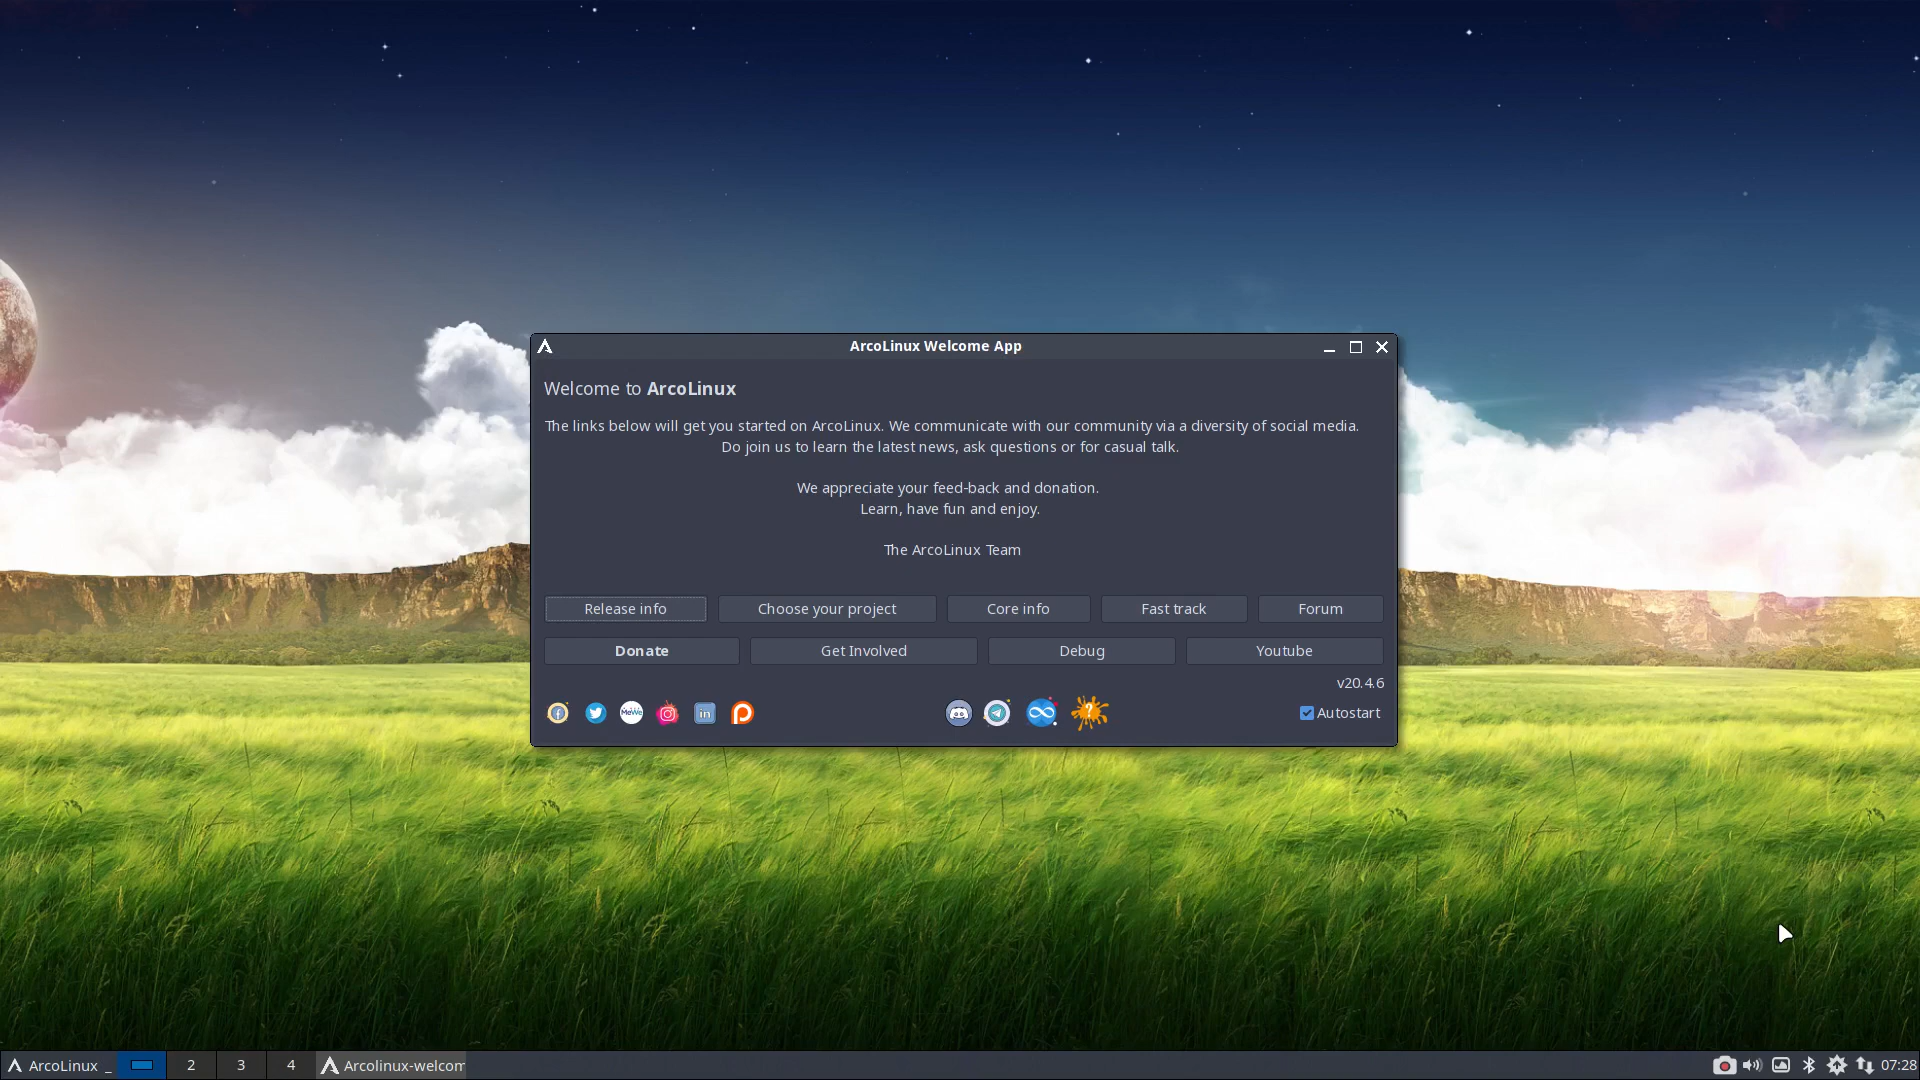 ArcoLinux Welcome App
Welcome to ArcoLinux
The links below will get you started on ArcoLinux. We communicate with our community via a diversity of social media.
Do join us to learn the latest news, ask questions or for casual talk.
We appreciate your feed-back and donation.
Learn, have fun and enjoy.
The ArcoLinux Team
Release info Choose your project Core info Fast track Forum
Donate Get Involved Debug Youtube
v20.4.6
MeWe in ? Autostart
ArcoLinux _ 2 3 4 Arcolinux-welcom 07:28